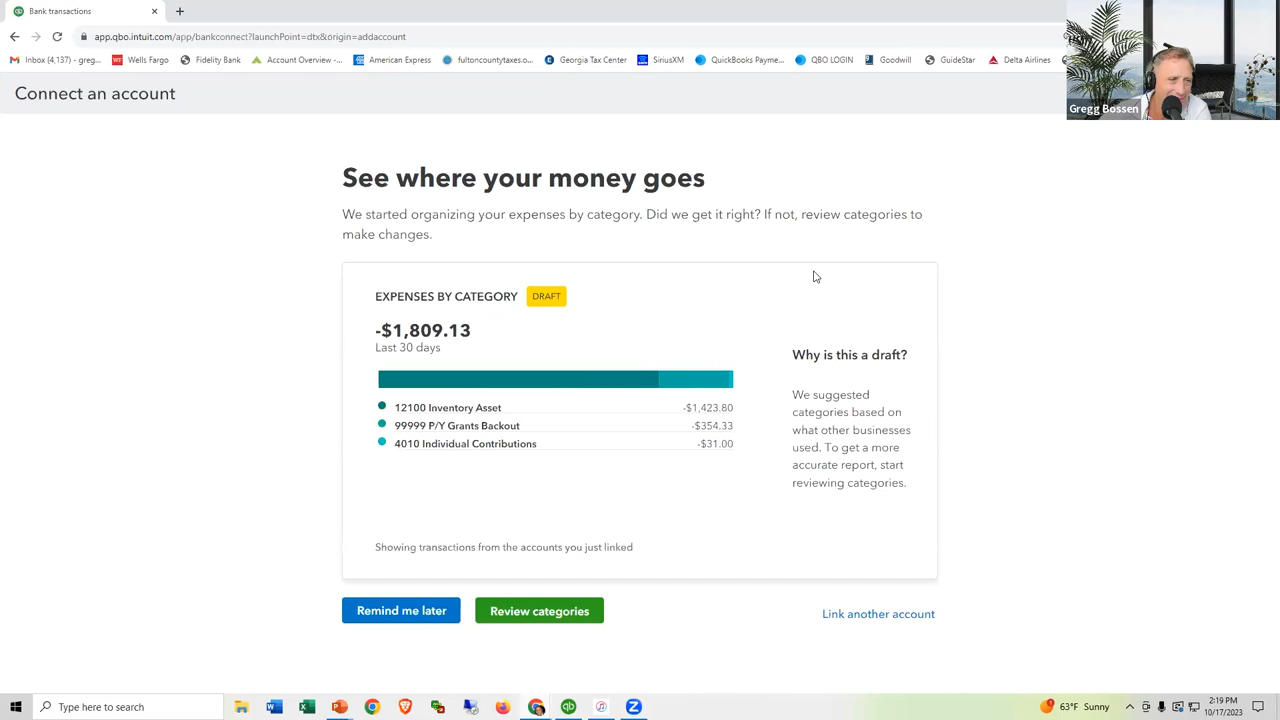 Bank transactions
app.qbo.intuit.com/app/bankconnect?launchPoint=dtx&origin=addaccount
Inbox (4,137) - greg... Wells Fargo Fidelity Bank Account Overview -... American Express fultoncountytaxes.o... Georgia Tax Center SiriusXM QuickBooks Payme... QBO LOGIN Goodwill GuideStar Delta Airlines
Connect an account
Gregg Bossen
See where your money goes
We started organizing your expenses by category. Did we get it right? If not, review categories to
make changes.
EXPENSES BY CATEGORY DRAFT
-$1,809.13
Last 30 days
12100 Inventory Asset -$1,423.80
99999 P/Y Grants Backout -$354.33
4010 Individual Contributions -$31.00
Why is this a draft?
We suggested
categories based on
what other businesses
used. To get a more
accurate report, start
reviewing categories.
Showing transactions from the accounts you just linked
Remind me later Review categories Link another account
Type here to search 63°F Sunny 2:19 PM
10/17/2023